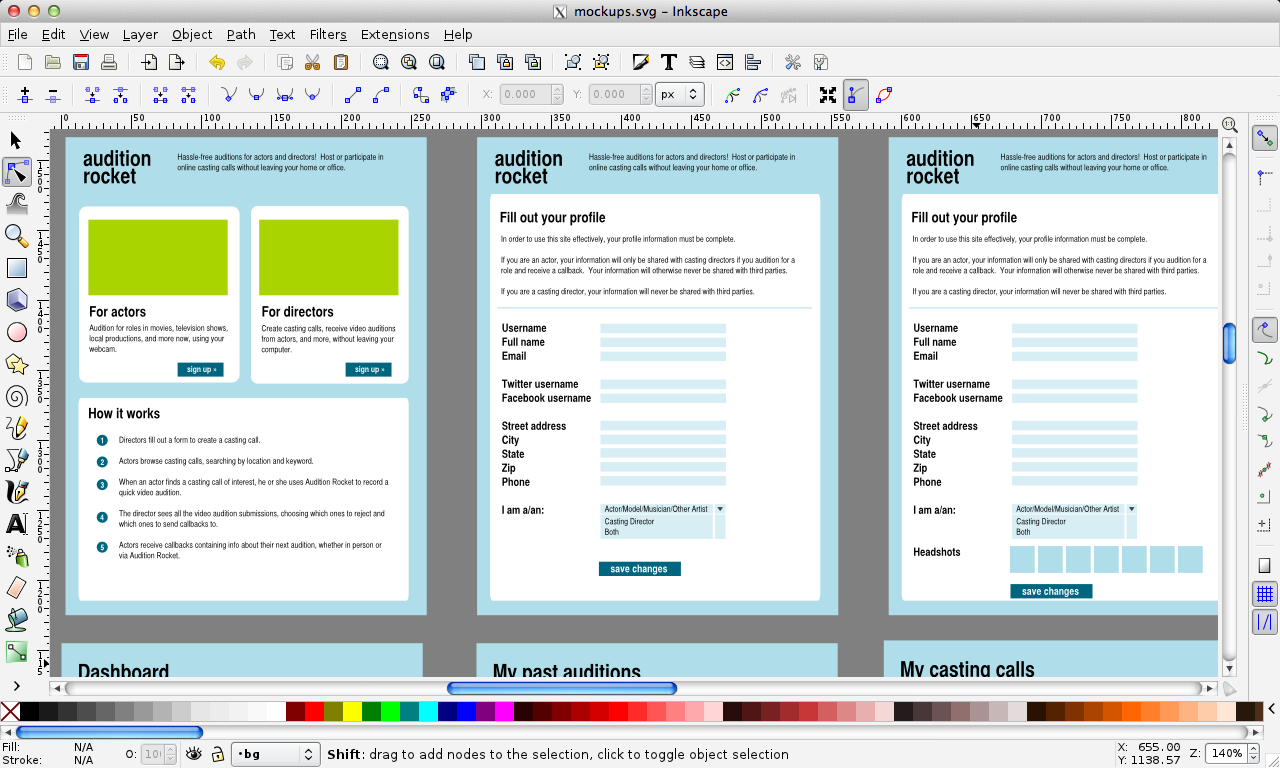 mockups.svg – Inkscape
File Edit View Layer Object Path Text Filters Extensions Help
X: 0.000 Y: 0.000 px
0 50 100 150 200 250 300 350 400 450 500 550 600 650 700 750 800
1:1
audition
rocket
Hassle-free auditions for actors and directors! Host or participate in
online casting calls without leaving your home or office.
For actors
Audition for roles in movies, television shows,
local productions, and more now, using your
webcam.
sign up »
For directors
Create casting calls, receive video auditions
from actors, and more, without leaving your
computer.
sign up »
How it works
1 Directors fill out a form to create a casting call.
2 Actors browse casting calls, searching by location and keyword.
3 When an actor finds a casting call of interest, he or she uses Audition Rocket to record a
quick video audition.
4 The director sees all the video audition submissions, choosing which ones to reject and
which ones to send callbacks to.
5 Actors receive callbacks containing info about their next audition, whether in person or
via Audition Rocket.
audition
rocket
Hassle-free auditions for actors and directors! Host or participate in
online casting calls without leaving your home or office.
Fill out your profile
In order to use this site effectively, your profile information must be complete.
If you are an actor, your information will only be shared with casting directors if you audition for a
role and receive a callback. Your information will otherwise never be shared with third parties.
If you are a casting director, your information will never be shared with third parties.
Username
Full name
Email
Twitter username
Facebook username
Street address
City
State
Zip
Phone
I am a/an: Actor/Model/Musician/Other Artist
Casting Director
Both
save changes
audition
rocket
Hassle-free auditions for actors and directors! Host or participate in
online casting calls without leaving your home or office.
Fill out your profile
In order to use this site effectively, your profile information must be complete.
If you are an actor, your information will only be shared with casting directors if you audition for a
role and receive a callback. Your information will otherwise never be shared with third parties.
If you are a casting director, your information will never be shared with third parties.
Username
Full name
Email
Twitter username
Facebook username
Street address
City
State
Zip
Phone
I am a/an: Actor/Model/Musician/Other Artist
Casting Director
Both
Headshots
save changes
Dashboard
My past auditions
My casting calls
Fill: N/A
Stroke: N/A
O: •bg
Shift: drag to add nodes to the selection, click to toggle object selection
X: 655.00
Y: 1138.57
Z: 140%